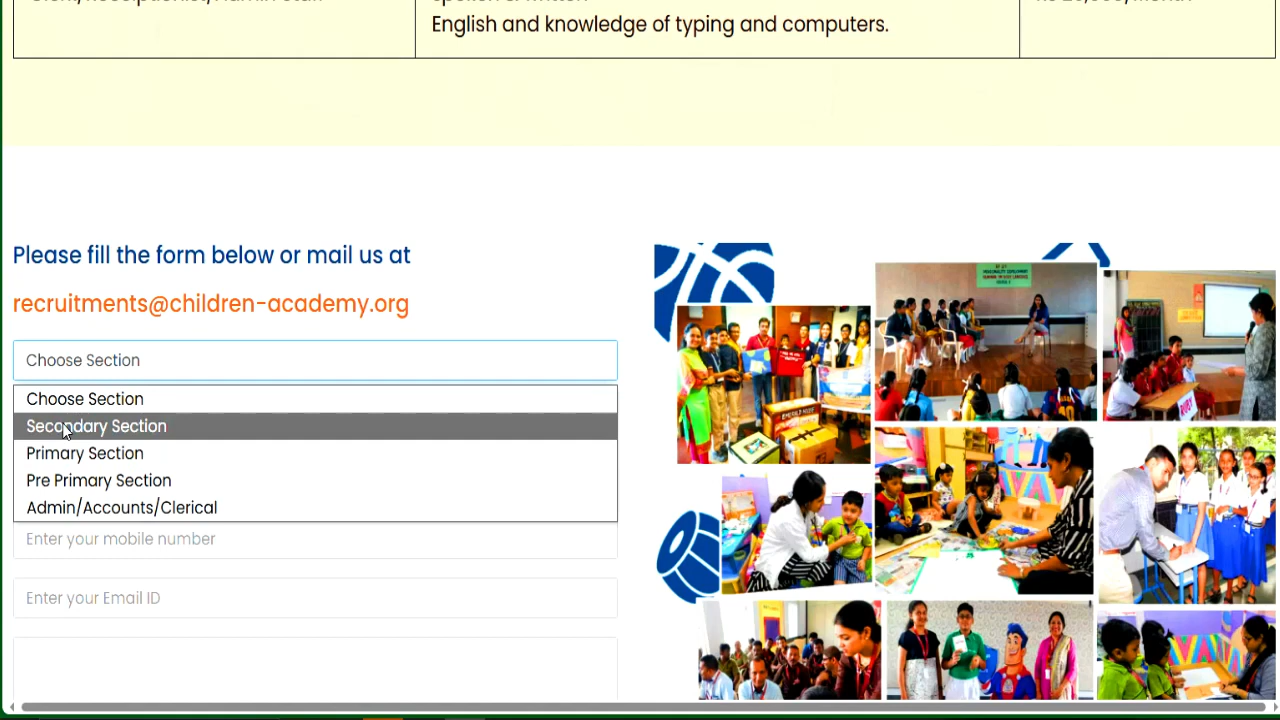 English and knowledge of typing and computers.
Please fill the form below or mail us at
recruitments@children-academy.org
Choose Section
Choose Section
Secondary Section
Primary Section
Pre Primary Section
Admin/Accounts/Clerical
Enter your mobile number
Enter your Email ID